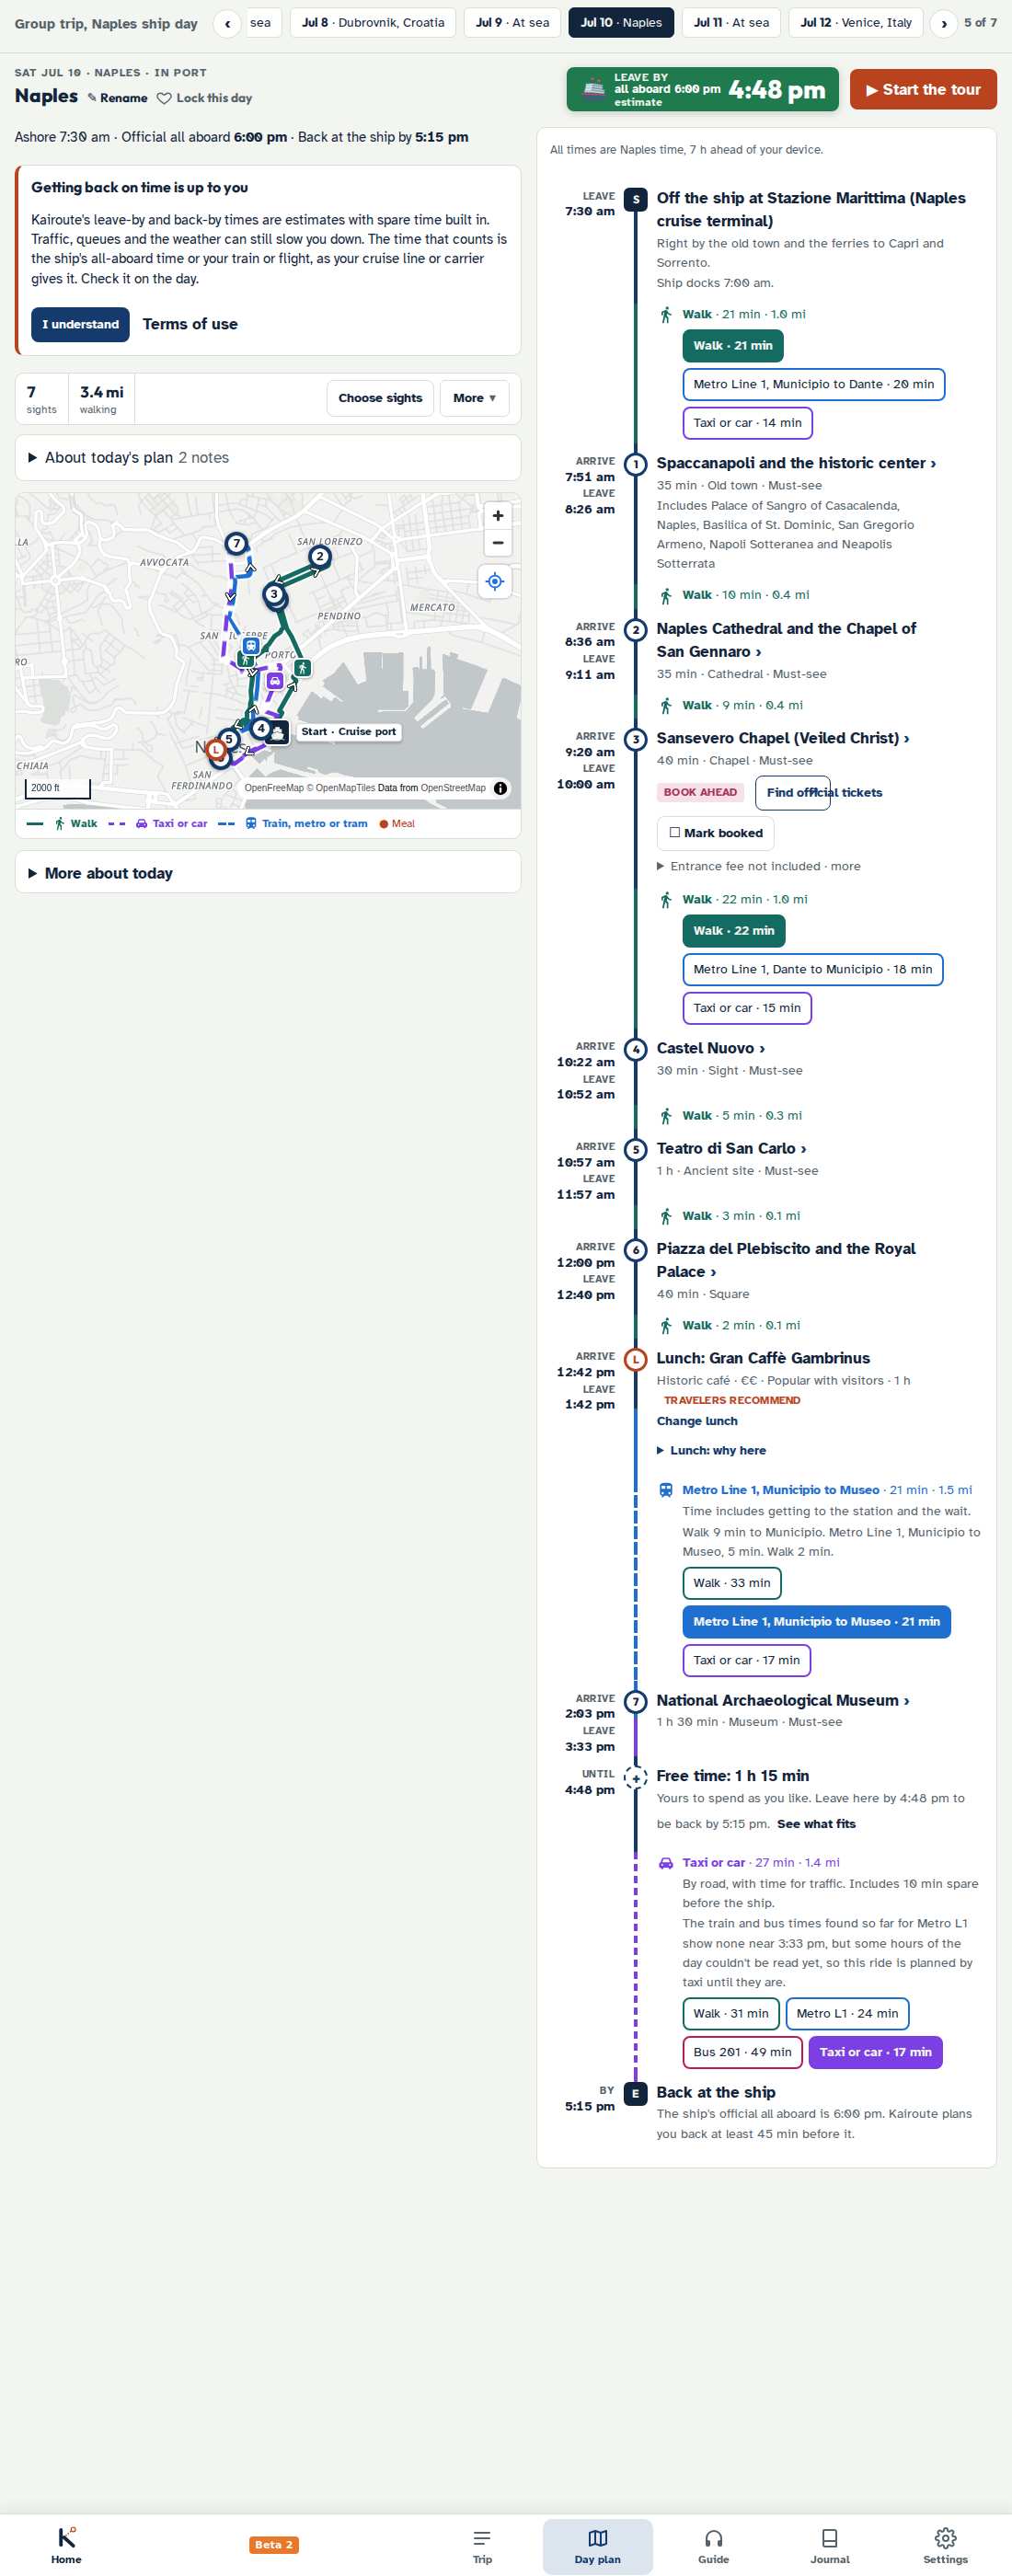 Group trip, Naples ship day
‹
sea
Jul 8 · Dubrovnik, Croatia
Jul 9 · At sea
Jul 10 · Naples
Jul 11 · At sea
Jul 12 · Venice, Italy
›
5 of 7
SAT JUL 10 · NAPLES · IN PORT
Naples ✎ Rename ♡ Lock this day
LEAVE BY
all aboard 6:00 pm
estimate
4:48 pm
▶ Start the tour
Ashore 7:30 am · Official all aboard 6:00 pm · Back at the ship by 5:15 pm
Getting back on time is up to you
Kairoute's leave-by and back-by times are estimates with spare time built in.
Traffic, queues and the weather can still slow you down. The time that counts is
the ship's all-aboard time or your train or flight, as your cruise line or carrier
gives it. Check it on the day.
I understand
Terms of use
7
sights
3.4 mi
walking
Choose sights
More ▼
▶ About today's plan 2 notes
LA
AVVOCATA
SAN LORENZO
7
2
3
PENDINO
MERCATO
RO
PORTO
4
5
L
Start · Cruise port
CHIAIA
SAN
FERDINANDO
2000 ft
+
−
OpenFreeMap © OpenMapTiles Data from OpenStreetMap
Walk
Taxi or car
Train, metro or tram
Meal
▶ More about today
All times are Naples time, 7 h ahead of your device.
LEAVE
7:30 am
S
Off the ship at Stazione Marittima (Naples
cruise terminal)
Right by the old town and the ferries to Capri and
Sorrento.
Ship docks 7:00 am.
Walk · 21 min · 1.0 mi
Walk · 21 min
Metro Line 1, Municipio to Dante · 20 min
Taxi or car · 14 min
ARRIVE
7:51 am
LEAVE
8:26 am
1
Spaccanapoli and the historic center ›
35 min · Old town · Must-see
Includes Palace of Sangro of Casacalenda,
Naples, Basilica of St. Dominic, San Gregorio
Armeno, Napoli Sotteranea and Neapolis
Sotterrata
Walk · 10 min · 0.4 mi
ARRIVE
8:36 am
LEAVE
9:11 am
2
Naples Cathedral and the Chapel of
San Gennaro ›
35 min · Cathedral · Must-see
Walk · 9 min · 0.4 mi
ARRIVE
9:20 am
LEAVE
10:00 am
3
Sansevero Chapel (Veiled Christ) ›
40 min · Chapel · Must-see
BOOK AHEAD
Find official tickets
☐ Mark booked
▶ Entrance fee not included · more
Walk · 22 min · 1.0 mi
Walk · 22 min
Metro Line 1, Dante to Municipio · 18 min
Taxi or car · 15 min
ARRIVE
10:22 am
LEAVE
10:52 am
4
Castel Nuovo ›
30 min · Sight · Must-see
Walk · 5 min · 0.3 mi
ARRIVE
10:57 am
LEAVE
11:57 am
5
Teatro di San Carlo ›
1 h · Ancient site · Must-see
Walk · 3 min · 0.1 mi
ARRIVE
12:00 pm
LEAVE
12:40 pm
6
Piazza del Plebiscito and the Royal
Palace ›
40 min · Square
Walk · 2 min · 0.1 mi
ARRIVE
12:42 pm
LEAVE
1:42 pm
L
Lunch: Gran Caffè Gambrinus
Historic café · €€ · Popular with visitors · 1 h
TRAVELERS RECOMMEND
Change lunch
▶ Lunch: why here
Metro Line 1, Municipio to Museo · 21 min · 1.5 mi
Time includes getting to the station and the wait.
Walk 9 min to Municipio. Metro Line 1, Municipio to
Museo, 5 min. Walk 2 min.
Walk · 33 min
Metro Line 1, Municipio to Museo · 21 min
Taxi or car · 17 min
ARRIVE
2:03 pm
LEAVE
3:33 pm
7
National Archaeological Museum ›
1 h 30 min · Museum · Must-see
UNTIL
4:48 pm
+
Free time: 1 h 15 min
Yours to spend as you like. Leave here by 4:48 pm to
be back by 5:15 pm. See what fits
Taxi or car · 27 min · 1.4 mi
By road, with time for traffic. Includes 10 min spare
before the ship.
The train and bus times found so far for Metro L1
show none near 3:33 pm, but some hours of the
day couldn't be read yet, so this ride is planned by
taxi until they are.
Walk · 31 min
Metro L1 · 24 min
Bus 201 · 49 min
Taxi or car · 17 min
BY
5:15 pm
E
Back at the ship
The ship's official all aboard is 6:00 pm. Kairoute plans
you back at least 45 min before it.
Home
Beta 2
Trip
Day plan
Guide
Journal
Settings